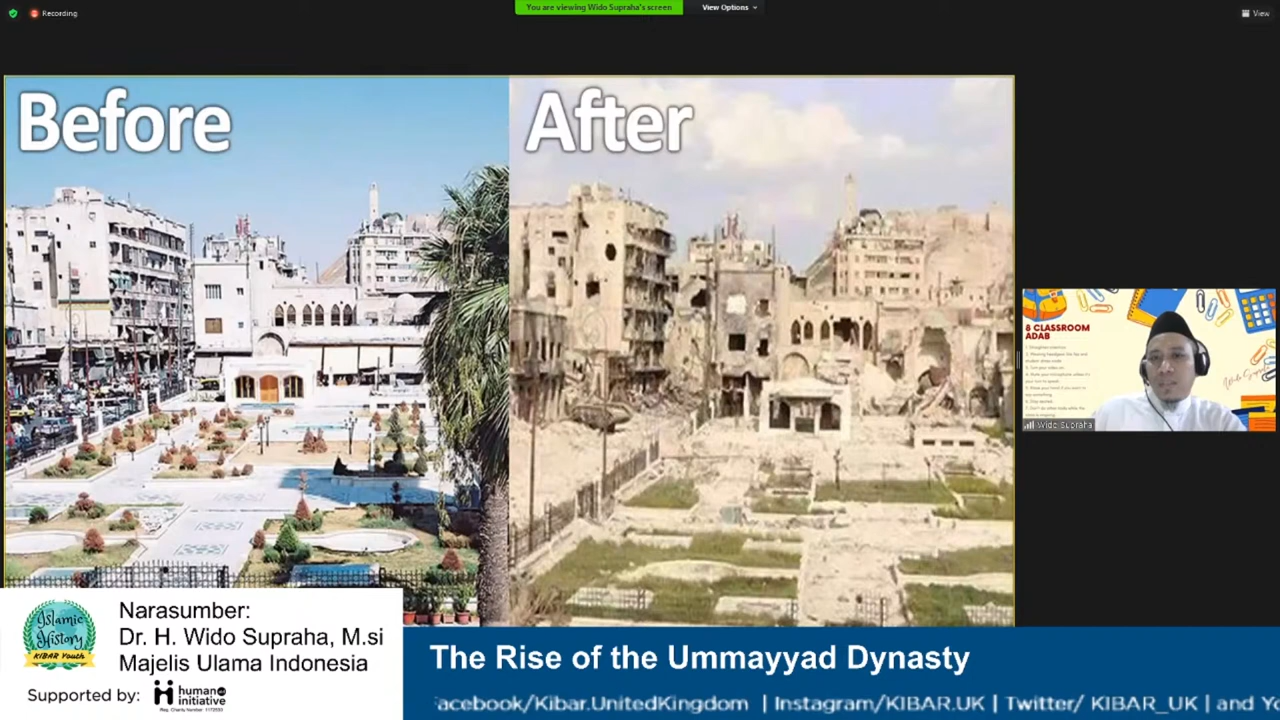 Recording
You are viewing Wido Supraha's screen
View Options
View
Before
After
8 CLASSROOM
ADAB
Wido Supraha
Islamic
History
KIBAR Youth
Narasumber:
Dr. H. Wido Supraha, M.si
Majelis Ulama Indonesia
Supported by:
human
initiative
The Rise of the Ummayyad Dynasty
acebook/Kibar.UnitedKingdom | Instagram/KIBAR.UK | Twitter/ KIBAR_UK | and Yo